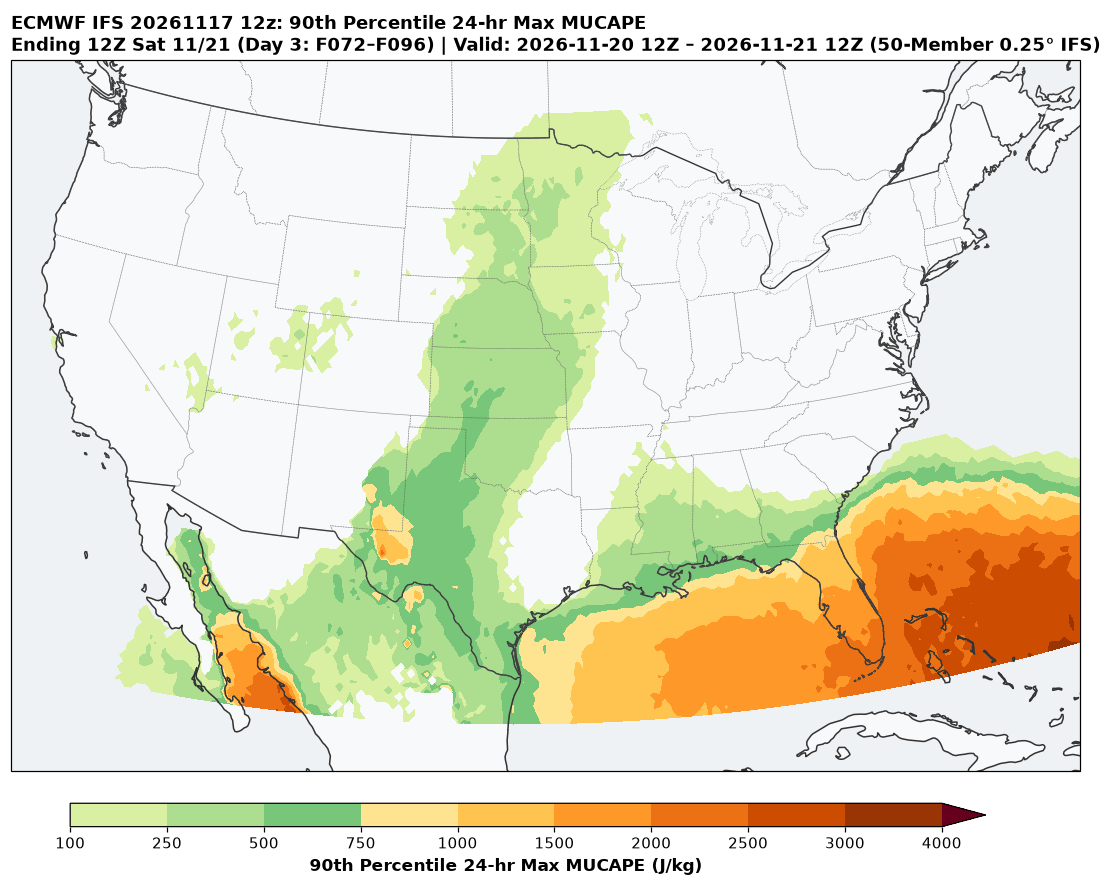 ECMWF IFS 20261117 12z: 90th Percentile 24-hr Max MUCAPE
Ending 12Z Sat 11/21 (Day 3: F072–F096) | Valid: 2026-11-20 12Z – 2026-11-21 12Z (50-Member 0.25° IFS)
100 250 500 750 1000 1500 2000 2500 3000 4000
90th Percentile 24-hr Max MUCAPE (J/kg)